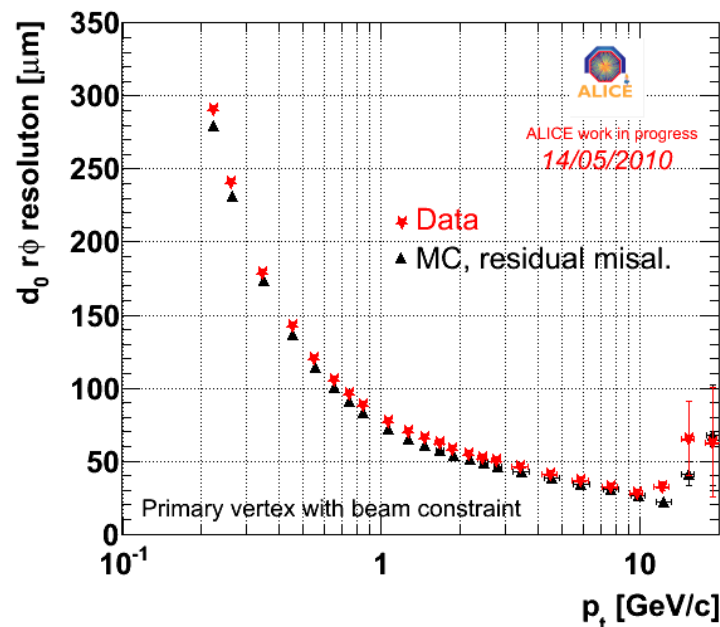 d₀ rϕ resoluton [μm]
350
300
250
200
150
100
50
0
ALICE
ALICE work in progress
14/05/2010
Data
MC, residual misal.
Primary vertex with beam constraint
10⁻¹
1
10
pₜ [GeV/c]